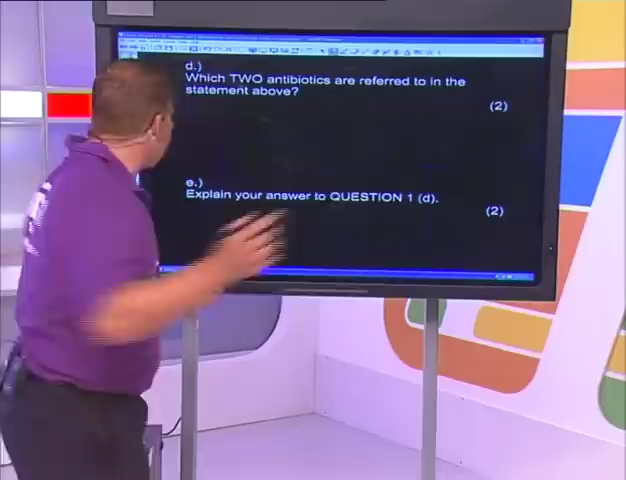 d.)
Which TWO antibiotics are referred to in the
statement above?
(2)
e.)
Explain your answer to QUESTION 1 (d).
(2)